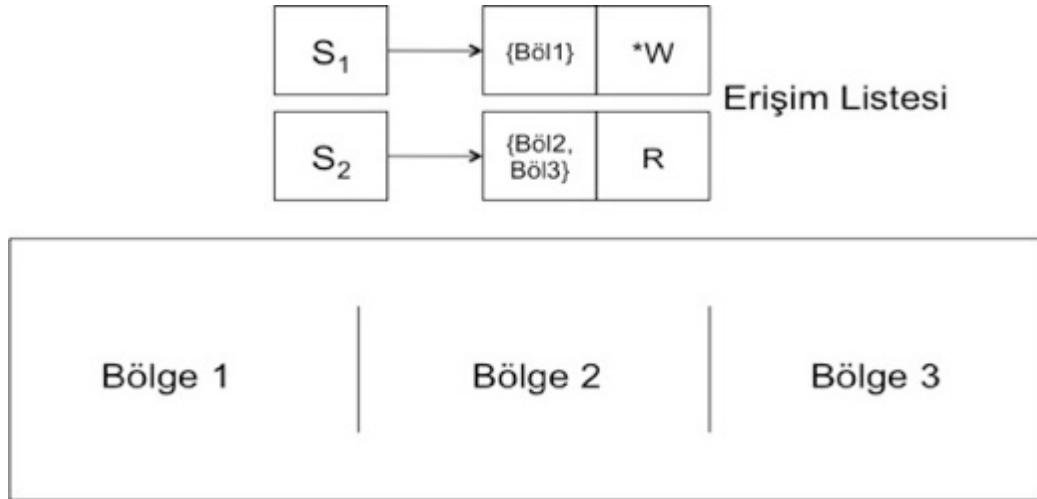 S₁ {Böl1} *W
Erişim Listesi
S₂ {Böl2,
Böl3} R
Bölge 1 Bölge 2 Bölge 3